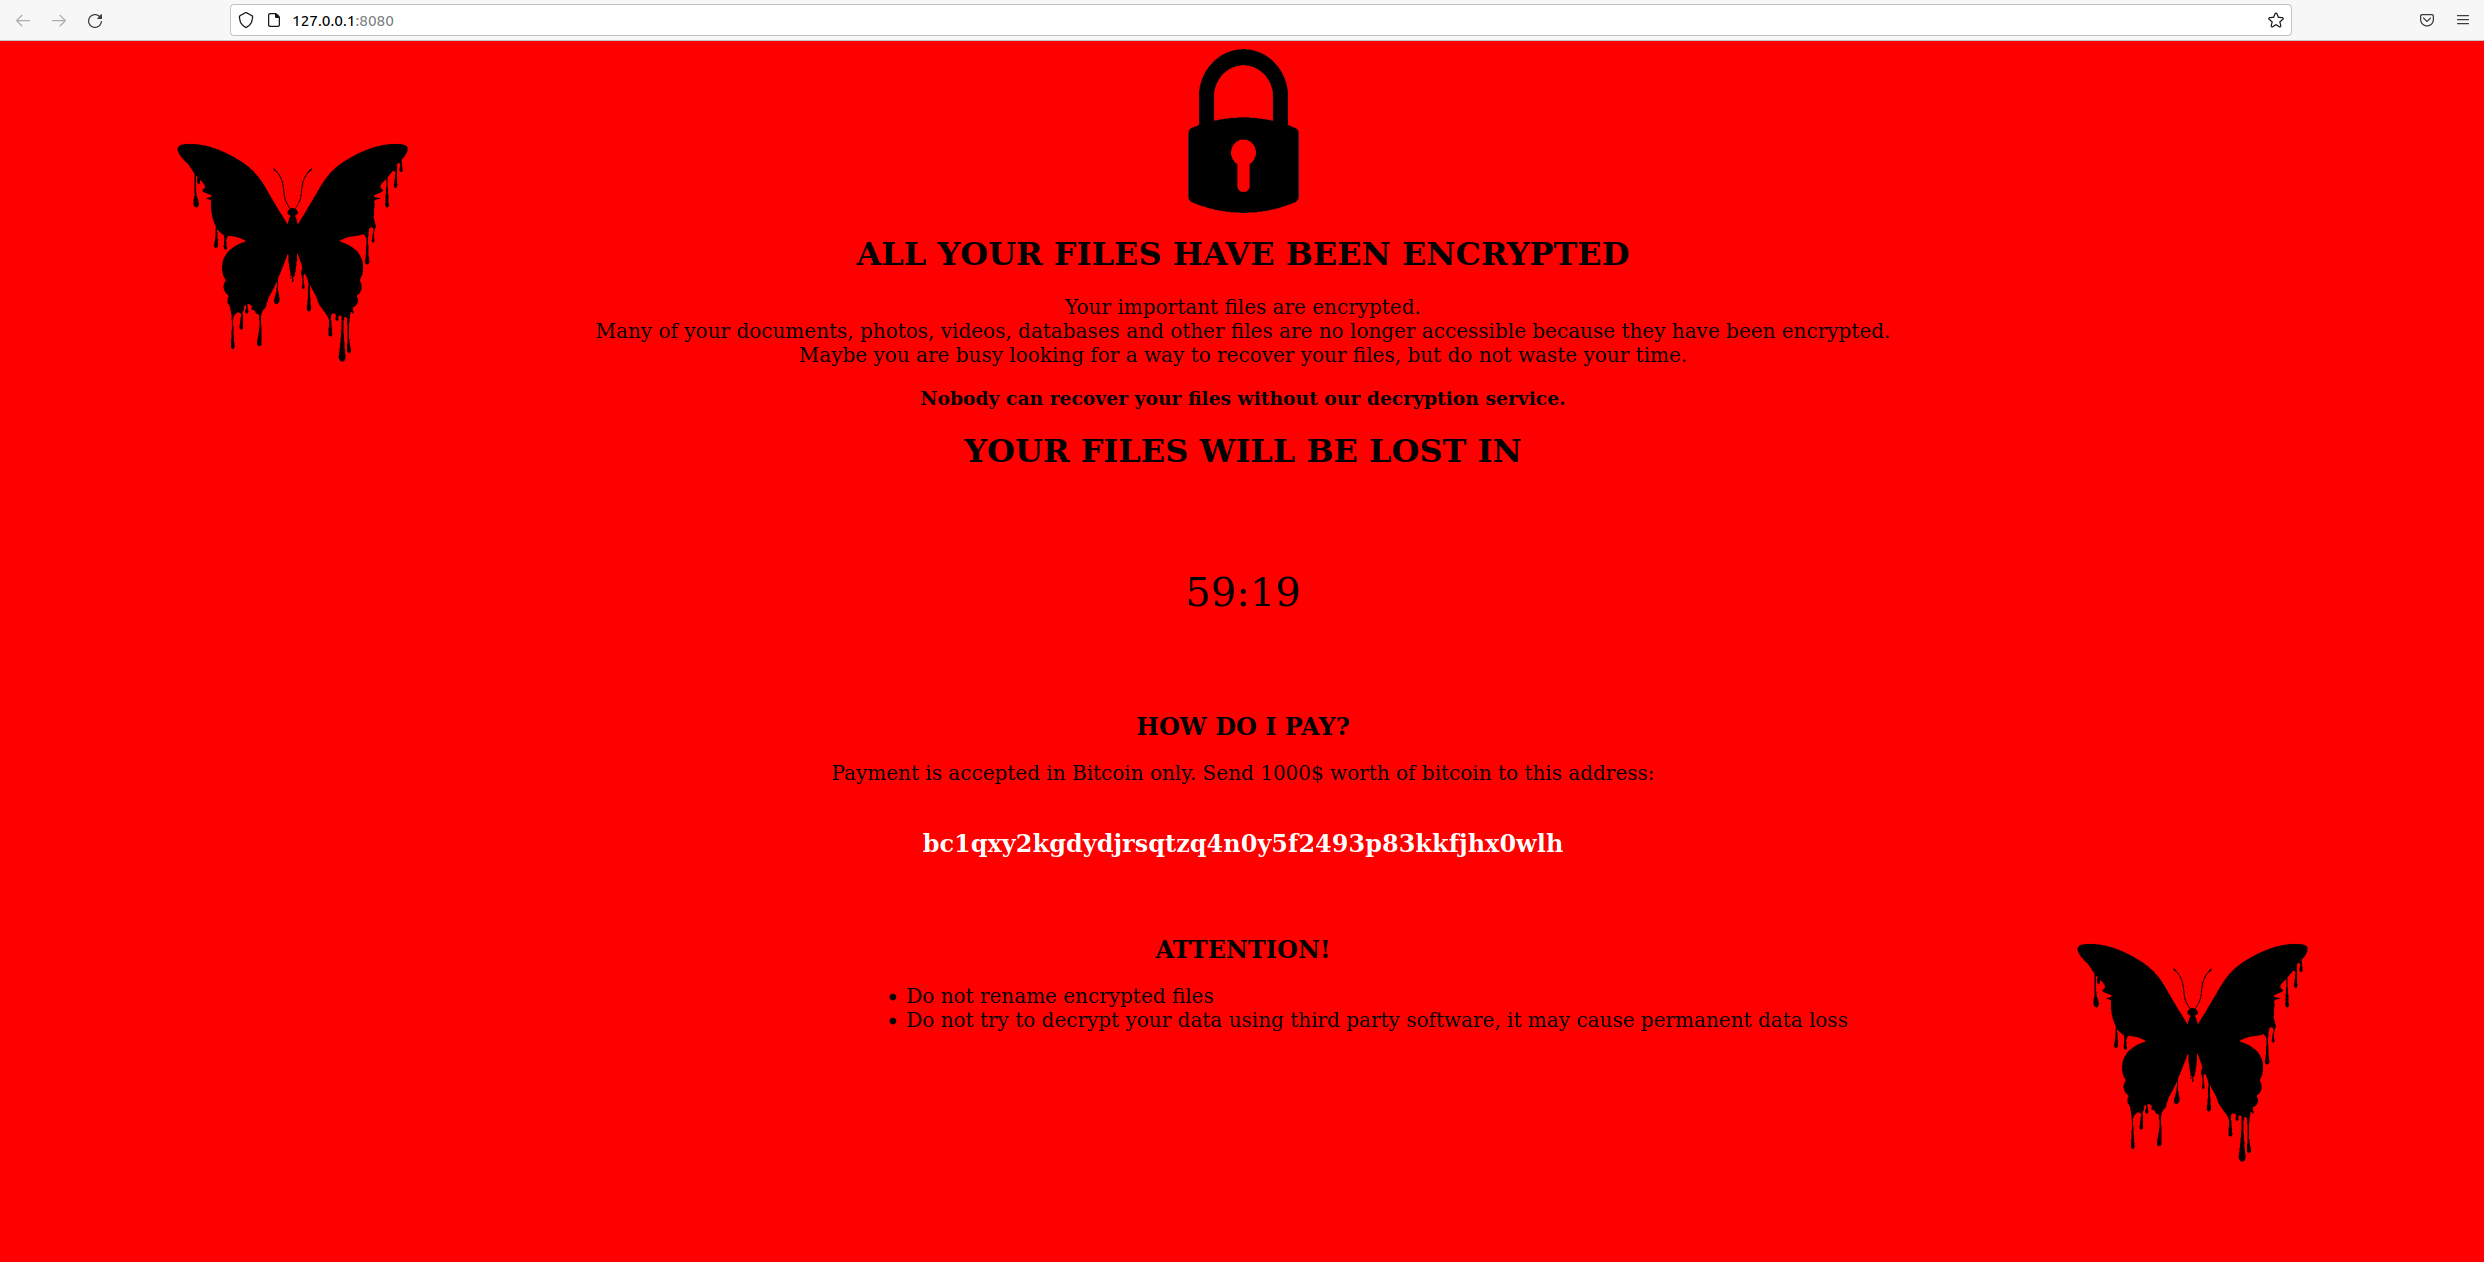 127.0.0.1:8080
ALL YOUR FILES HAVE BEEN ENCRYPTED
Your important files are encrypted.
Many of your documents, photos, videos, databases and other files are no longer accessible because they have been encrypted.
Maybe you are busy looking for a way to recover your files, but do not waste your time.
Nobody can recover your files without our decryption service.
YOUR FILES WILL BE LOST IN
59:19
HOW DO I PAY?
Payment is accepted in Bitcoin only. Send 1000$ worth of bitcoin to this address:
bc1qxy2kgdydjrsqtzq4n0y5f2493p83kkfjhx0wlh
ATTENTION!
• Do not rename encrypted files
• Do not try to decrypt your data using third party software, it may cause permanent data loss